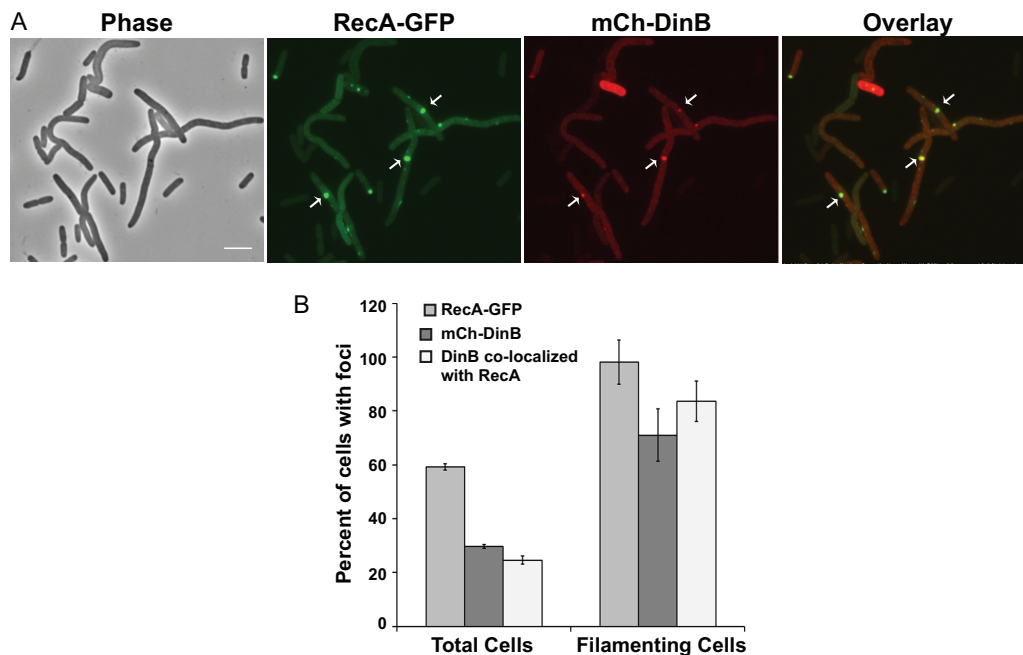 A
Phase
RecA-GFP
mCh-DinB
Overlay
B
Percent of cells with foci
120
100
80
60
40
20
0
RecA-GFP
mCh-DinB
DinB co-localized
with RecA
Total Cells
Filamenting Cells